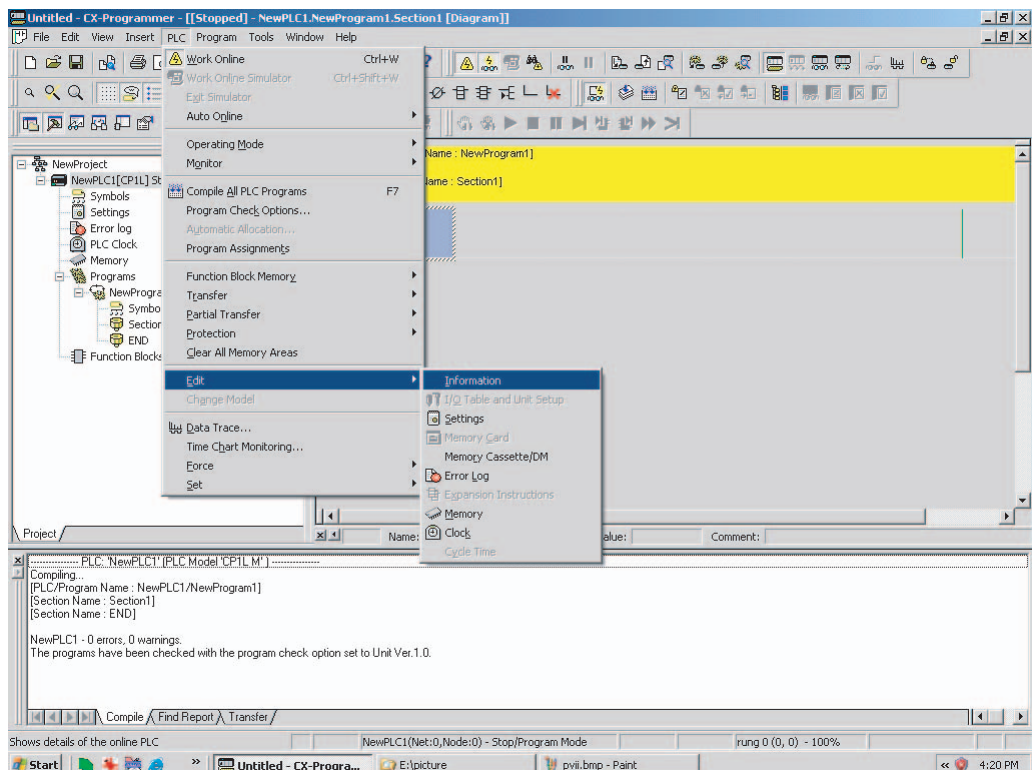 Untitled - CX-Programmer - [[Stopped] - NewPLC1.NewProgram1.Section1 [Diagram]]
File Edit View Insert PLC Program Tools Window Help
Work Online Ctrl+W
Work Online Simulator Ctrl+Shift+W
Exit Simulator
Auto Online
Operating Mode
Monitor
Compile All PLC Programs F7
Program Check Options...
Automatic Allocation...
Program Assignments
Function Block Memory
Transfer
Partial Transfer
Protection
Clear All Memory Areas
Edit
Change Model
Data Trace...
Time Chart Monitoring...
Force
Set
Information
I/O Table and Unit Setup
Settings
Memory Card
Memory Cassette/DM
Error Log
Expansion Instructions
Memory
Clock
Cycle Time
NewProject
NewPLC1[CP1L] St
Symbols
Settings
Error log
PLC Clock
Memory
Programs
NewProgra
Symbo
Section
END
Function Blocks
Name : NewProgram1]
Name : Section1]
Project
Name: alue: Comment:
--------------- PLC: 'NewPLC1' (PLC Model 'CP1L M' ) ---------------
Compiling...
[PLC/Program Name : NewPLC1/NewProgram1]
[Section Name : Section1]
[Section Name : END]
NewPLC1 - 0 errors, 0 warnings.
The programs have been checked with the program check option set to Unit Ver.1.0.
Compile Find Report Transfer
Shows details of the online PLC NewPLC1(Net:0,Node:0) - Stop/Program Mode rung 0 (0, 0) - 100%
Start » Untitled - CX-Progra... E:\picture pvii.bmp - Paint « 4:20 PM